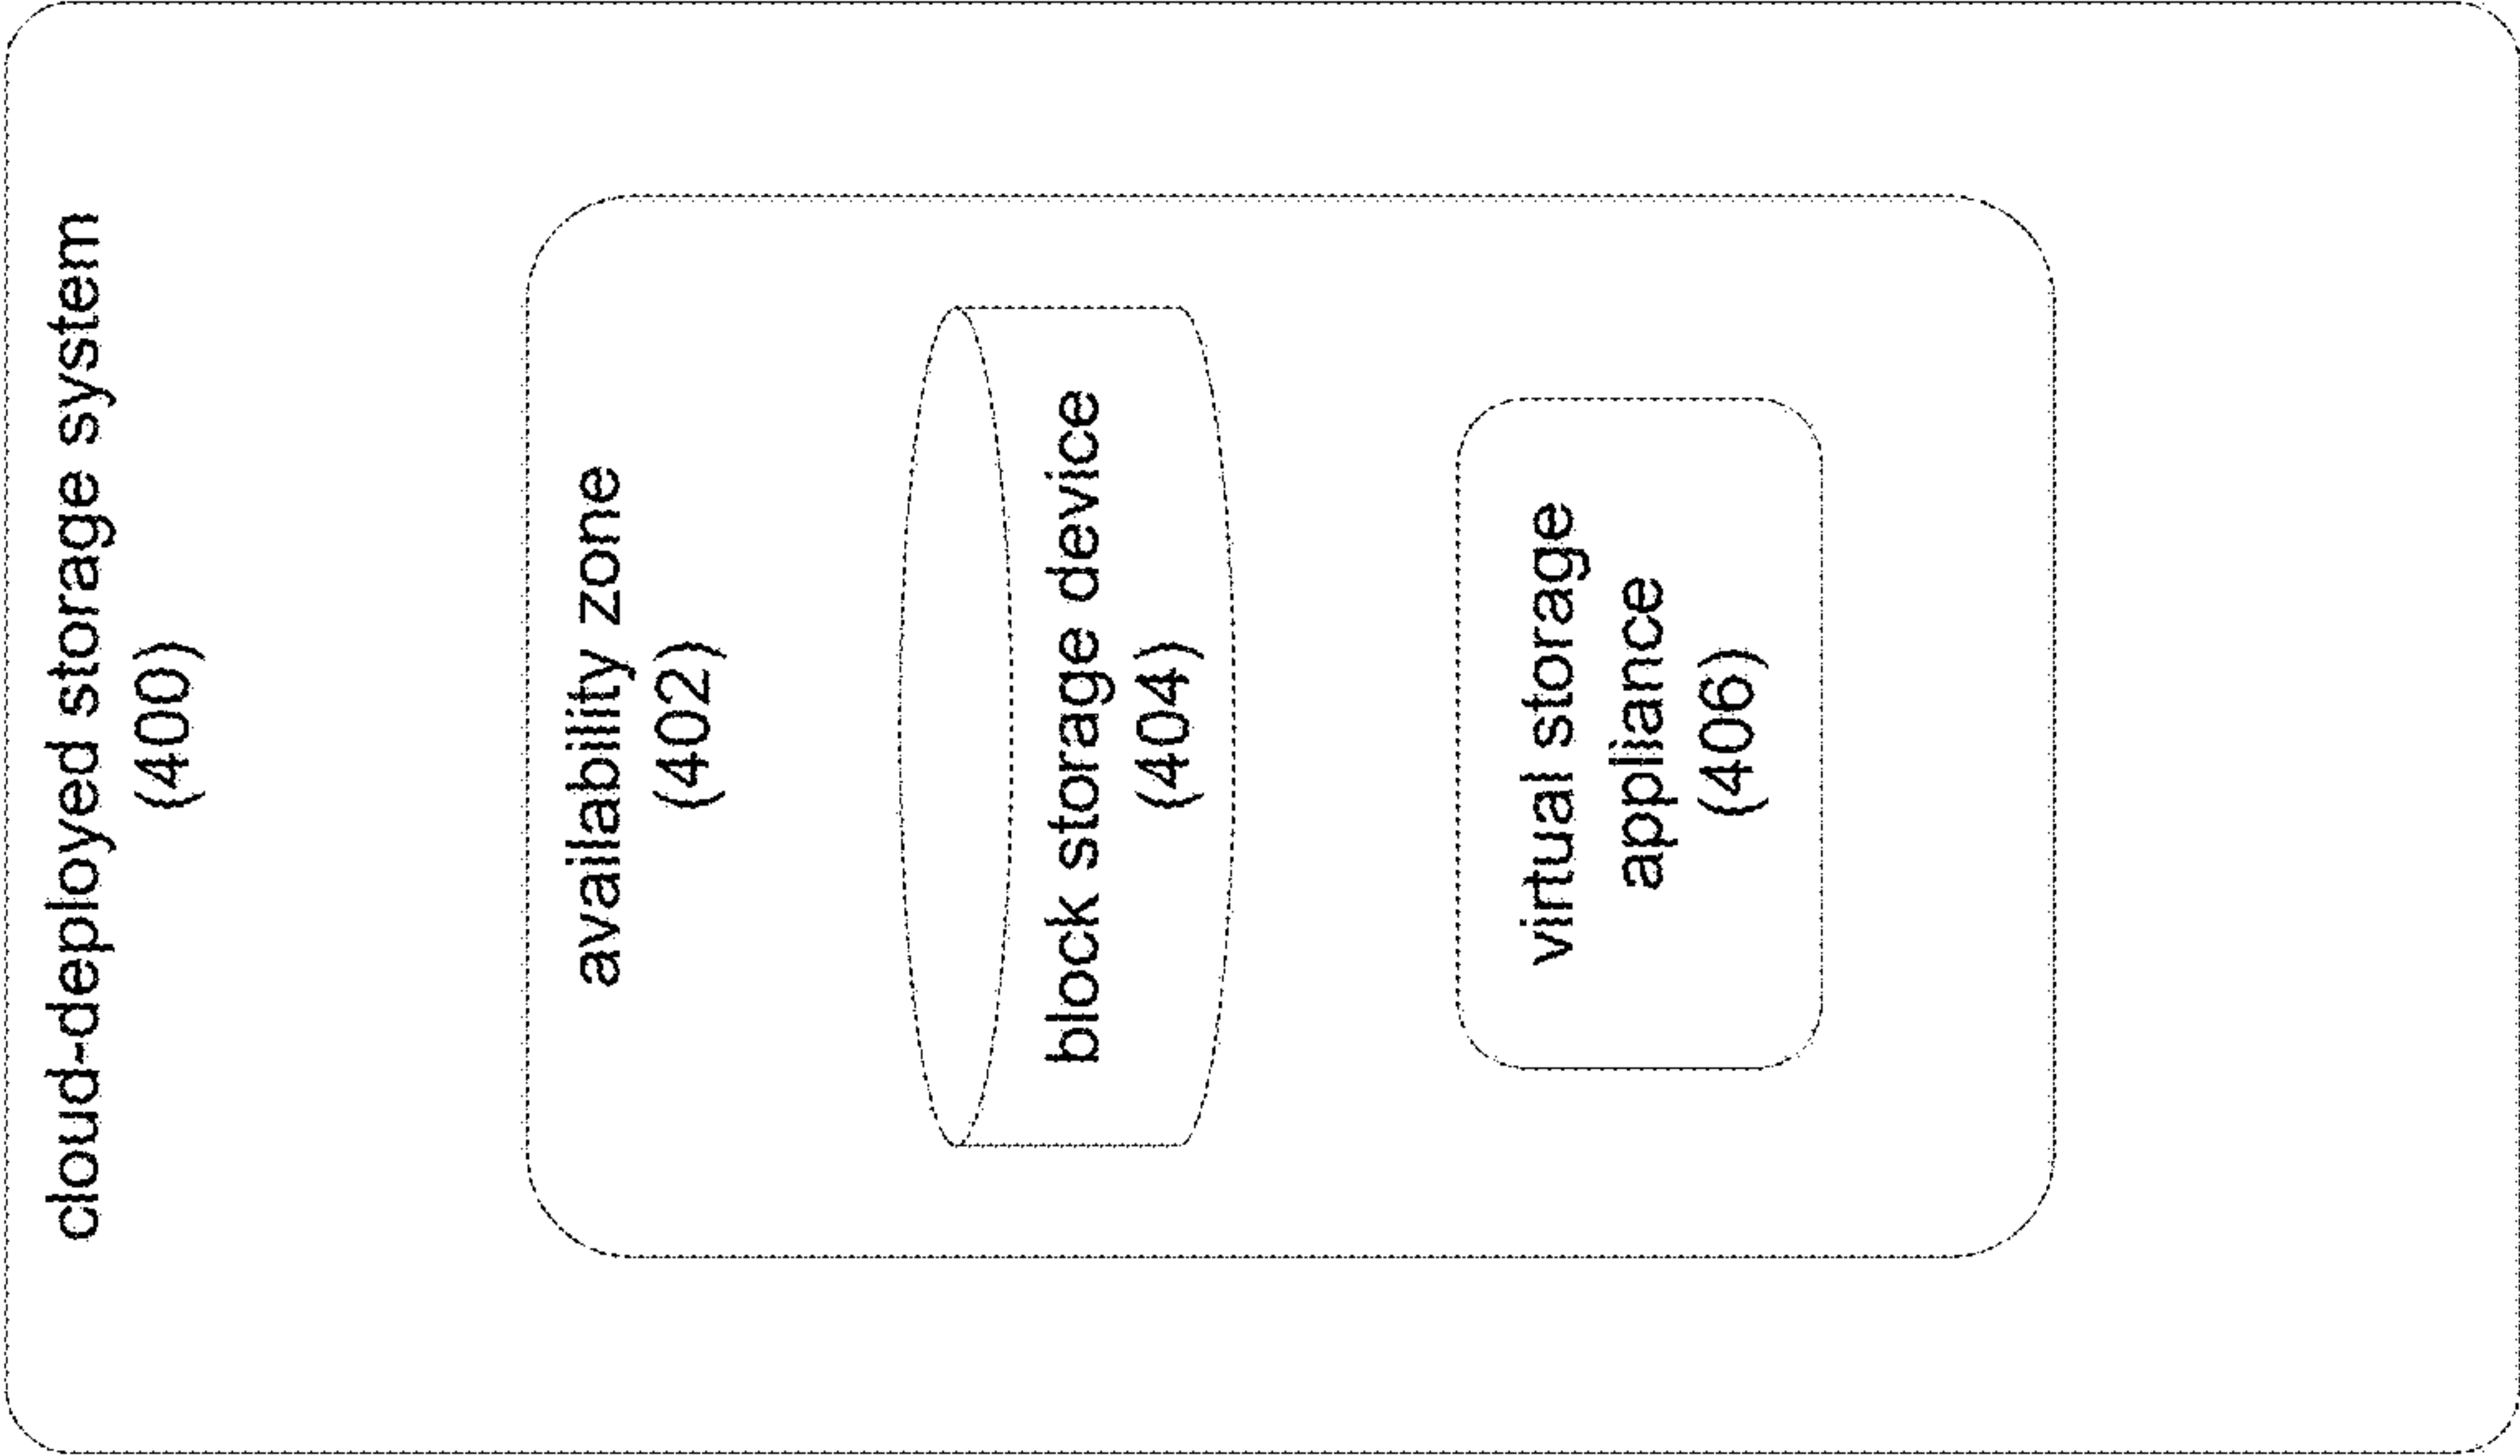 cloud-deployed storage system
(400)
availability zone
(402)
block storage device
(404)
virtual storage
appliance
(406)